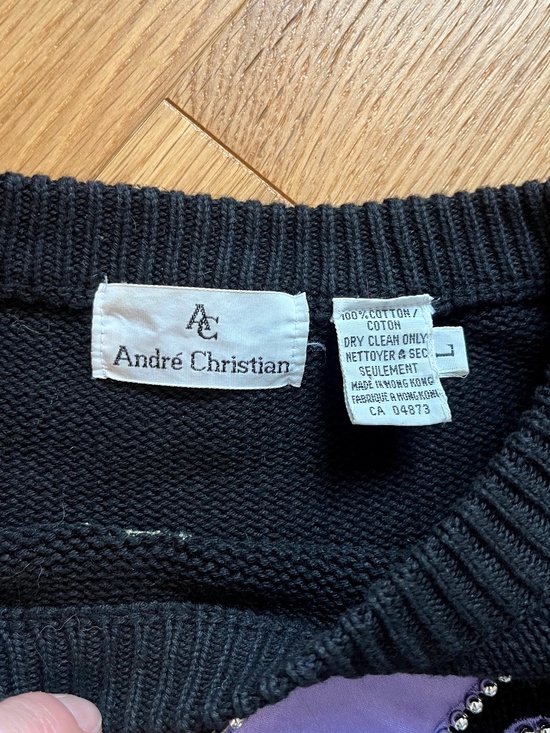 AC
André Christian
100% COTTON /
COTON
DRY CLEAN ONLY
NETTOYER À SEC
SEULEMENT
MADE IN HONG KONG
FABRIQUE A HONG KONG
CA 04873
L